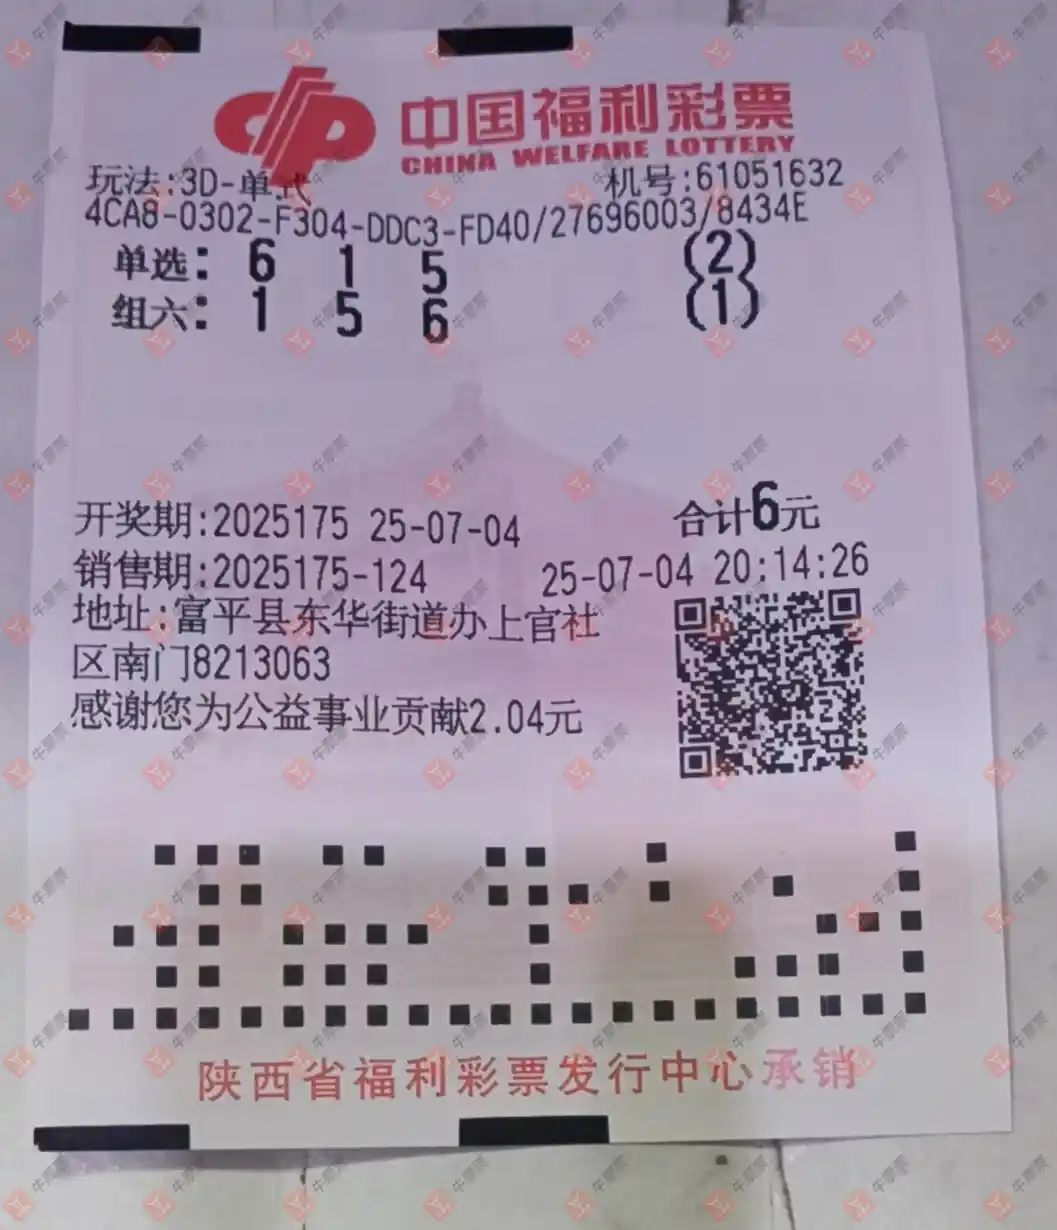 中国福利彩票
CHINA WELFARE LOTTERY
玩法:3D-单式
机号:61051632
4CA8-0302-F304-DDC3-FD40/27696003/8434E
单选: 6 1 5 (2)
组六: 1 5 6 (1)
开奖期:2025175 25-07-04
合计6元
销售期:2025175-124 25-07-04 20:14:26
地址:富平县东华街道办上官社
区南门8213063
感谢您为公益事业贡献2.04元
陕西省福利彩票发行中心承销